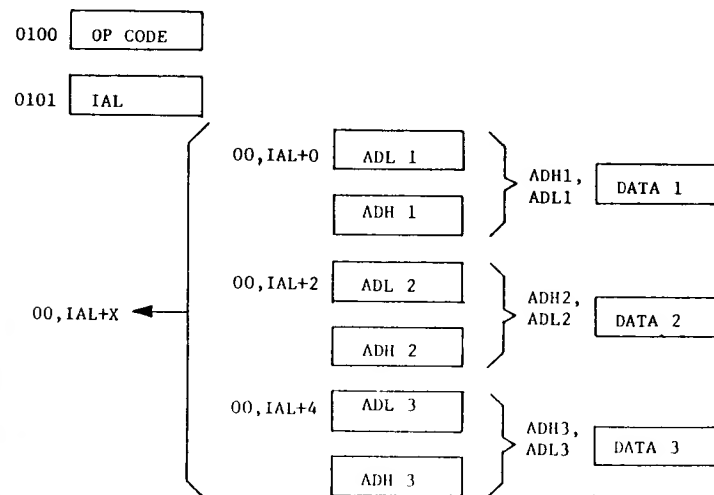 0100 OP CODE
0101 IAL
00,IAL+0 ADL 1
ADH 1
ADH1,
ADL1
DATA 1
00,IAL+X
00,IAL+2 ADL 2
ADH 2
ADH2,
ADL2
DATA 2
00,IAL+4 ADL 3
ADH 3
ADH3,
ADL3
DATA 3